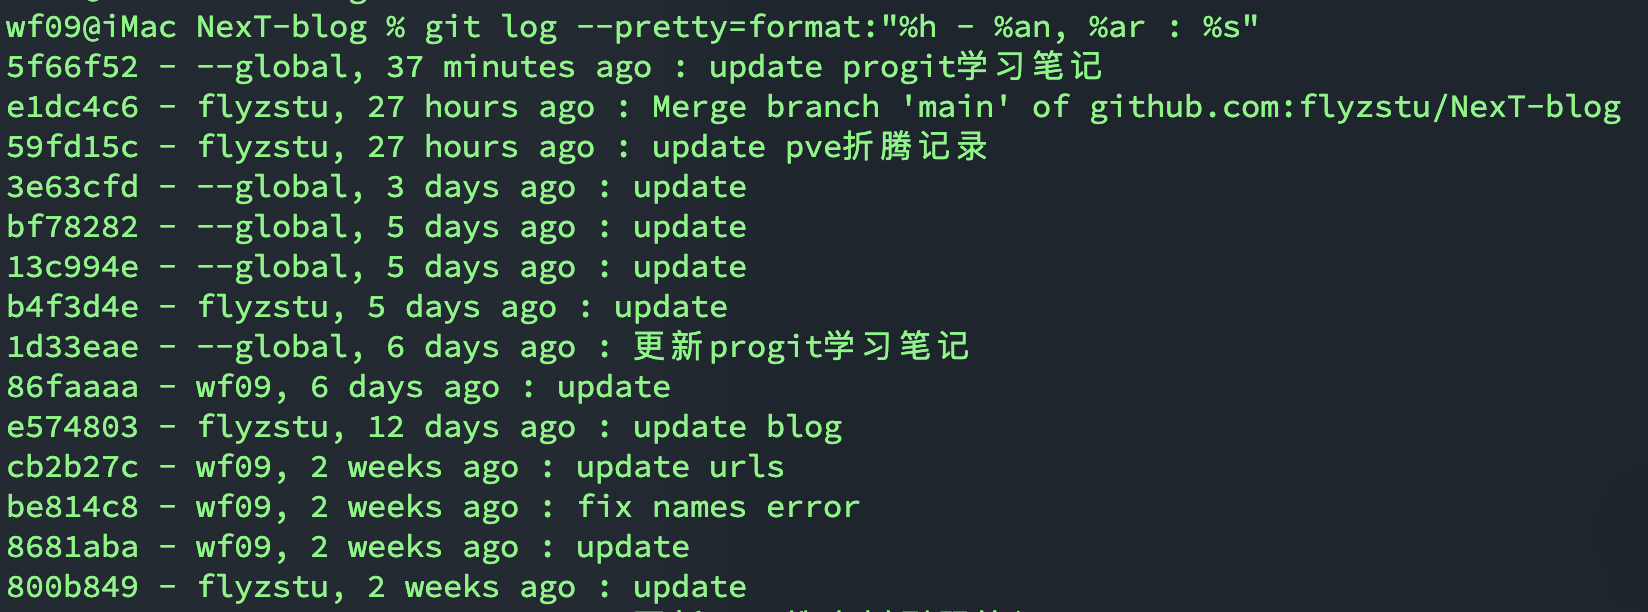 wf09@iMac NexT-blog % git log --pretty=format:"%h - %an, %ar : %s"
5f66f52 - --global, 37 minutes ago : update progit学习笔记
e1dc4c6 - flyzstu, 27 hours ago : Merge branch 'main' of github.com:flyzstu/NexT-blog
59fd15c - flyzstu, 27 hours ago : update pve折腾记录
3e63cfd - --global, 3 days ago : update
bf78282 - --global, 5 days ago : update
13c994e - --global, 5 days ago : update
b4f3d4e - flyzstu, 5 days ago : update
1d33eae - --global, 6 days ago : 更新progit学习笔记
86faaaa - wf09, 6 days ago : update
e574803 - flyzstu, 12 days ago : update blog
cb2b27c - wf09, 2 weeks ago : update urls
be814c8 - wf09, 2 weeks ago : fix names error
8681aba - wf09, 2 weeks ago : update
800b849 - flyzstu, 2 weeks ago : update